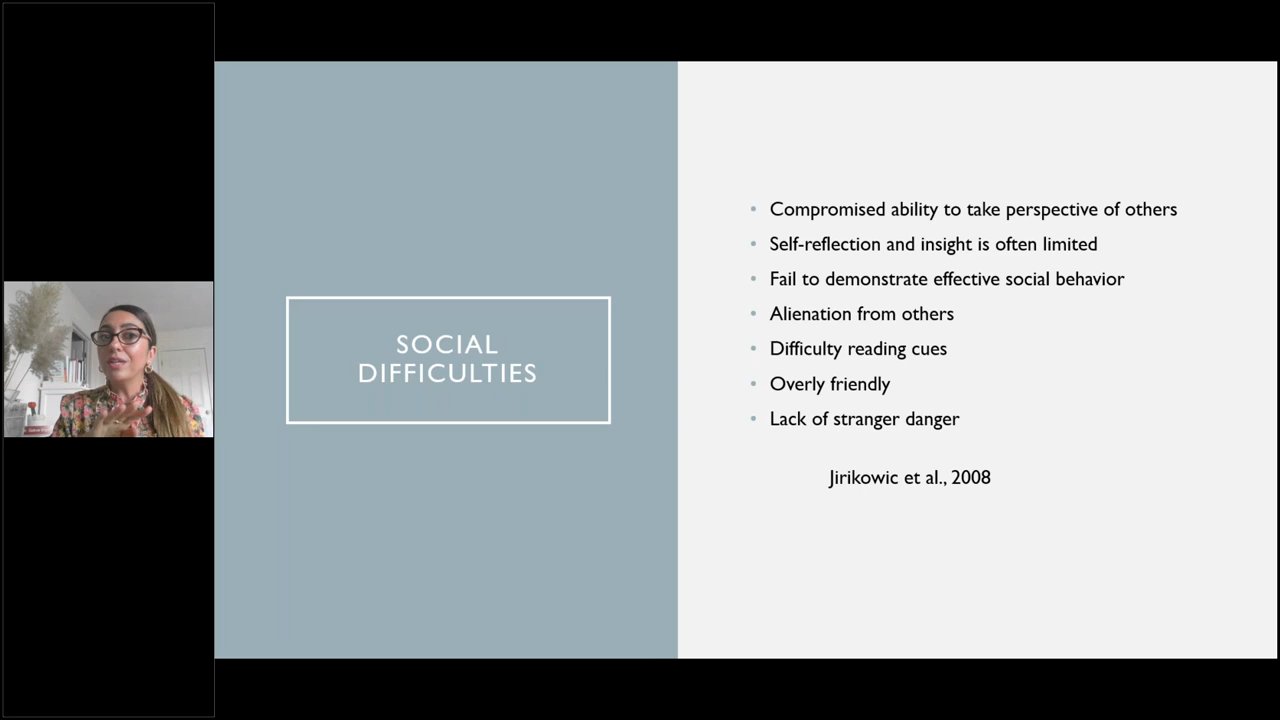 SOCIAL
DIFFICULTIES
Compromised ability to take perspective of others
Self-reflection and insight is often limited
Fail to demonstrate effective social behavior
Alienation from others
Difficulty reading cues
Overly friendly
Lack of stranger danger
Jirikowic et al., 2008